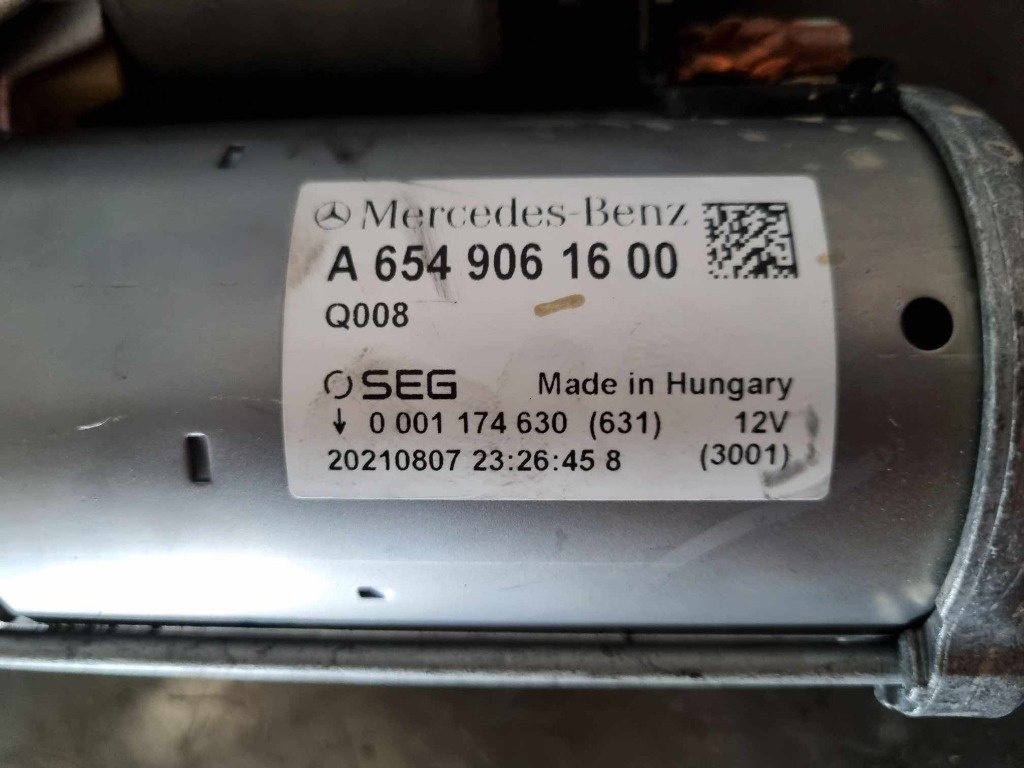 Mercedes-Benz
A 654 906 16 00
Q008
SEG Made in Hungary
0 001 174 630 (631) 12V
20210807 23:26:45 8 (3001)